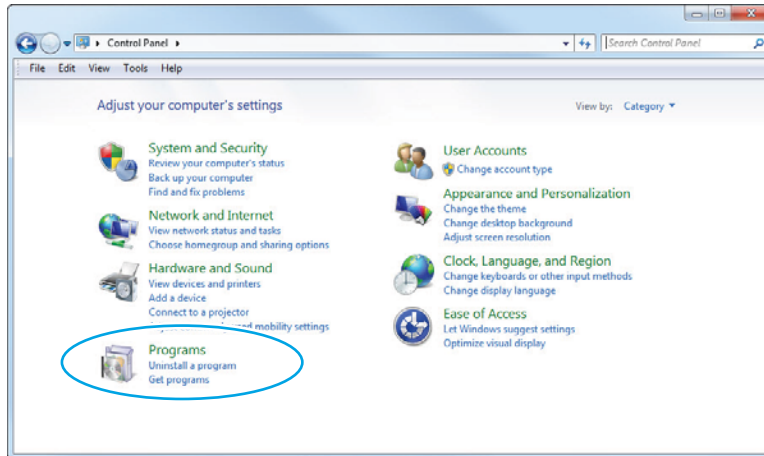 Control Panel
Search Control Panel
File Edit View Tools Help
Adjust your computer's settings
View by: Category
System and Security
Review your computer's status
Back up your computer
Find and fix problems
Network and Internet
View network status and tasks
Choose homegroup and sharing options
Hardware and Sound
View devices and printers
Add a device
Connect to a projector
mobility settings
Programs
Uninstall a program
Get programs
User Accounts
Change account type
Appearance and Personalization
Change the theme
Change desktop background
Adjust screen resolution
Clock, Language, and Region
Change keyboards or other input methods
Change display language
Ease of Access
Let Windows suggest settings
Optimize visual display